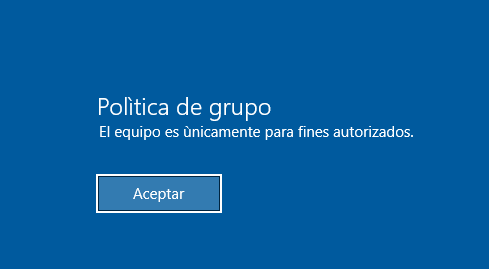 Polìtica de grupo
El equipo es ùnicamente para fines autorizados.
Aceptar